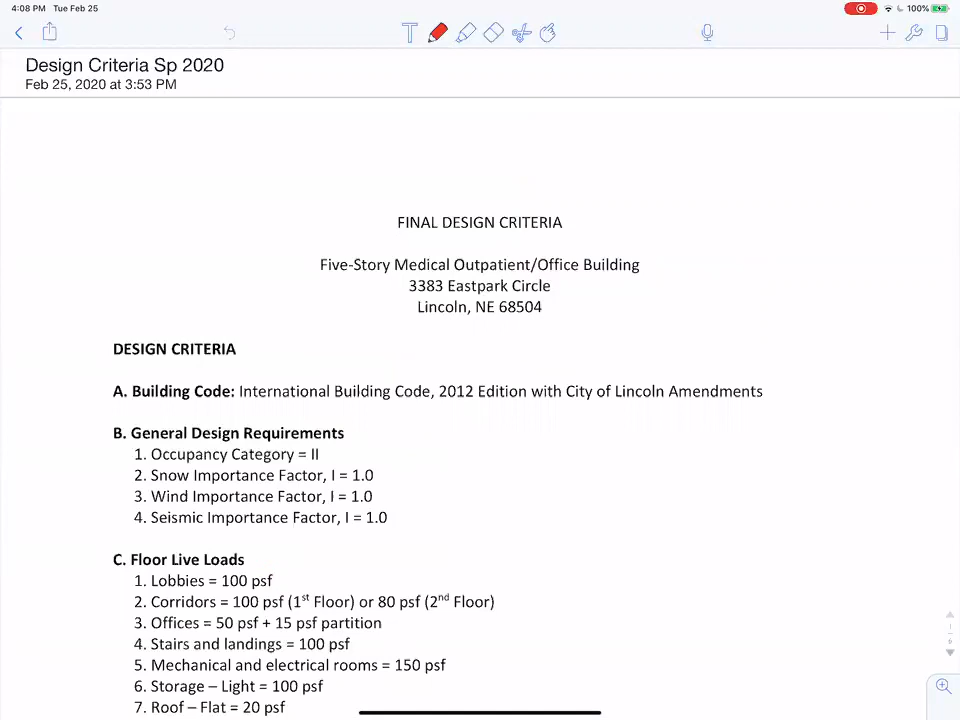 4:08 PM Tue Feb 25
100%
Design Criteria Sp 2020
Feb 25, 2020 at 3:53 PM
FINAL DESIGN CRITERIA
Five-Story Medical Outpatient/Office Building
3383 Eastpark Circle
Lincoln, NE 68504
DESIGN CRITERIA
A. Building Code: International Building Code, 2012 Edition with City of Lincoln Amendments
B. General Design Requirements
1. Occupancy Category = II
2. Snow Importance Factor, I = 1.0
3. Wind Importance Factor, I = 1.0
4. Seismic Importance Factor, I = 1.0
C. Floor Live Loads
1. Lobbies = 100 psf
2. Corridors = 100 psf (1st Floor) or 80 psf (2nd Floor)
3. Offices = 50 psf + 15 psf partition
4. Stairs and landings = 100 psf
5. Mechanical and electrical rooms = 150 psf
6. Storage – Light = 100 psf
7. Roof – Flat = 20 psf